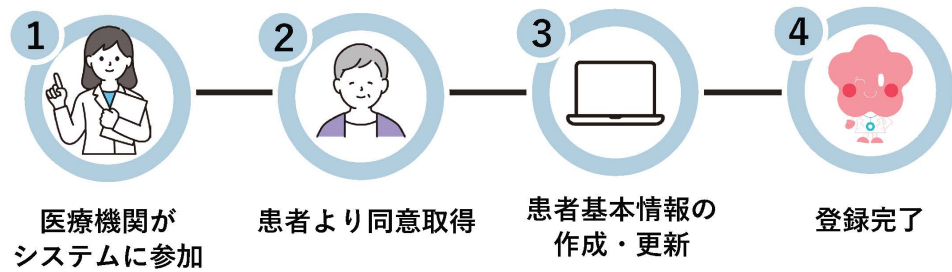 1
医療機関が
システムに参加
2
患者より同意取得
3
患者基本情報の
作成・更新
4
登録完了